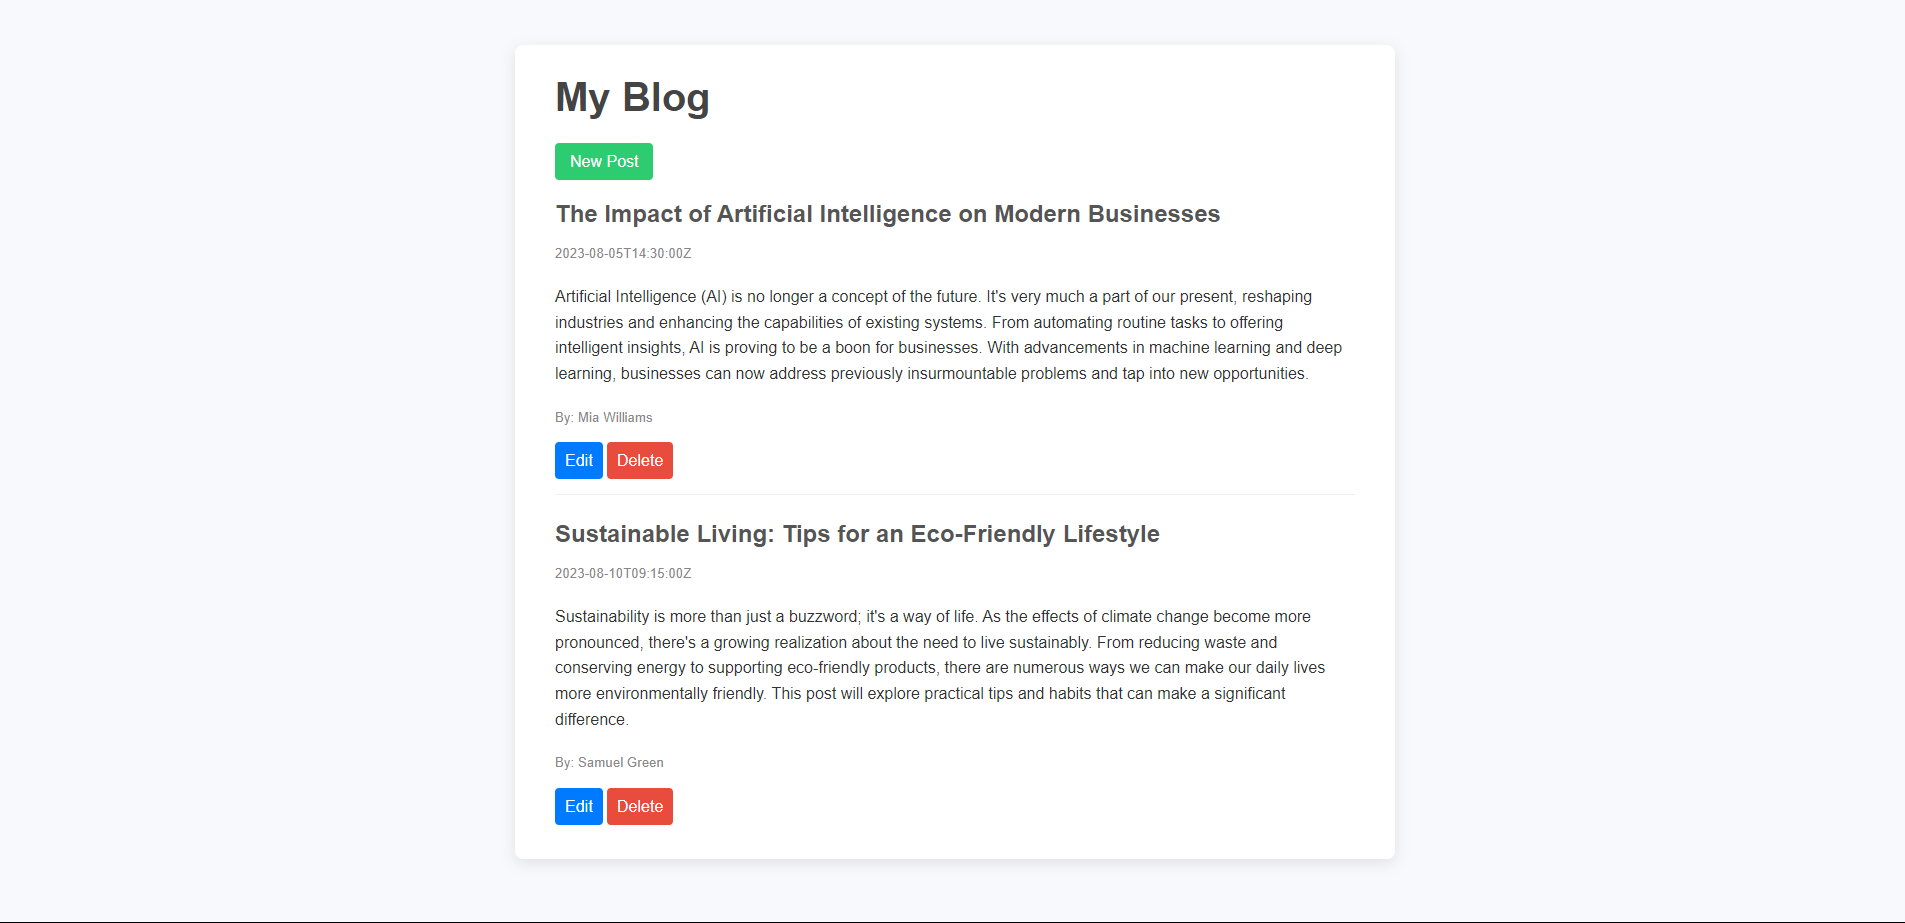 My Blog
New Post
The Impact of Artificial Intelligence on Modern Businesses
2023-08-05T14:30:00Z
Artificial Intelligence (AI) is no longer a concept of the future. It's very much a part of our present, reshaping
industries and enhancing the capabilities of existing systems. From automating routine tasks to offering
intelligent insights, AI is proving to be a boon for businesses. With advancements in machine learning and deep
learning, businesses can now address previously insurmountable problems and tap into new opportunities.
By: Mia Williams
Edit Delete
Sustainable Living: Tips for an Eco-Friendly Lifestyle
2023-08-10T09:15:00Z
Sustainability is more than just a buzzword; it's a way of life. As the effects of climate change become more
pronounced, there's a growing realization about the need to live sustainably. From reducing waste and
conserving energy to supporting eco-friendly products, there are numerous ways we can make our daily lives
more environmentally friendly. This post will explore practical tips and habits that can make a significant
difference.
By: Samuel Green
Edit Delete